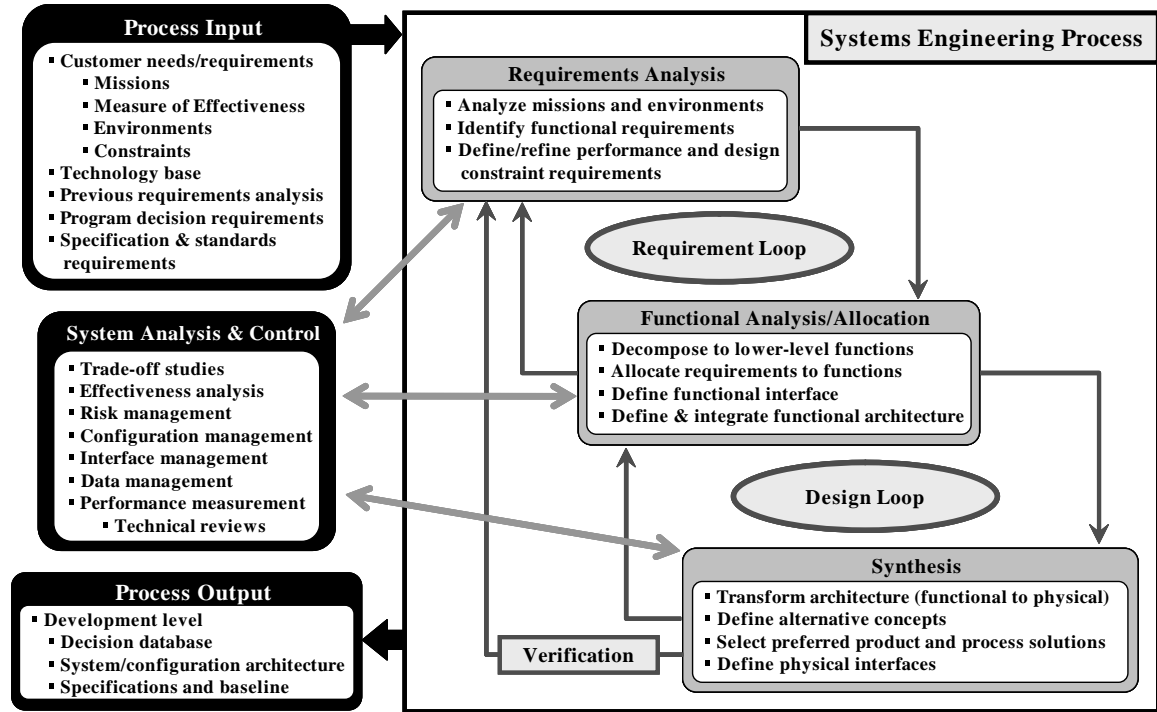 Process Input
▪ Customer needs/requirements
▪ Missions
▪ Measure of Effectiveness
▪ Environments
▪ Constraints
▪ Technology base
▪ Previous requirements analysis
▪ Program decision requirements
▪ Specification & standards
requirements
System Analysis & Control
▪ Trade-off studies
▪ Effectiveness analysis
▪ Risk management
▪ Configuration management
▪ Interface management
▪ Data management
▪ Performance measurement
▪ Technical reviews
Process Output
▪ Development level
▪ Decision database
▪ System/configuration architecture
▪ Specifications and baseline
Systems Engineering Process
Requirements Analysis
▪ Analyze missions and environments
▪ Identify functional requirements
▪ Define/refine performance and design
constraint requirements
Requirement Loop
Functional Analysis/Allocation
▪ Decompose to lower-level functions
▪ Allocate requirements to functions
▪ Define functional interface
▪ Define & integrate functional architecture
Design Loop
Synthesis
▪ Transform architecture (functional to physical)
▪ Define alternative concepts
▪ Select preferred product and process solutions
▪ Define physical interfaces
Verification